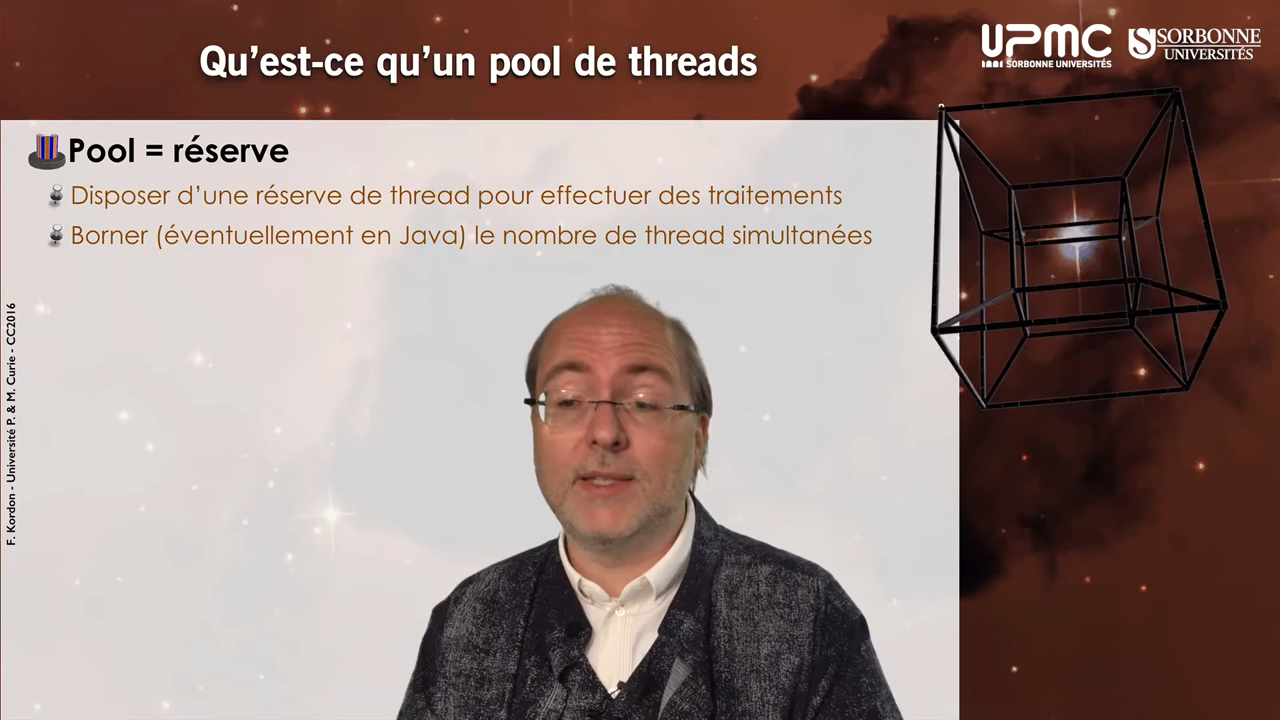 Qu'est-ce qu'un pool de threads
UPMC
SORBONNE UNIVERSITÉS
SORBONNE
UNIVERSITÉS
Pool = réserve
Disposer d'une réserve de thread pour effectuer des traitements
Borner (éventuellement en Java) le nombre de thread simultanées
F. Kordon - Université P. & M. Curie - CC2016